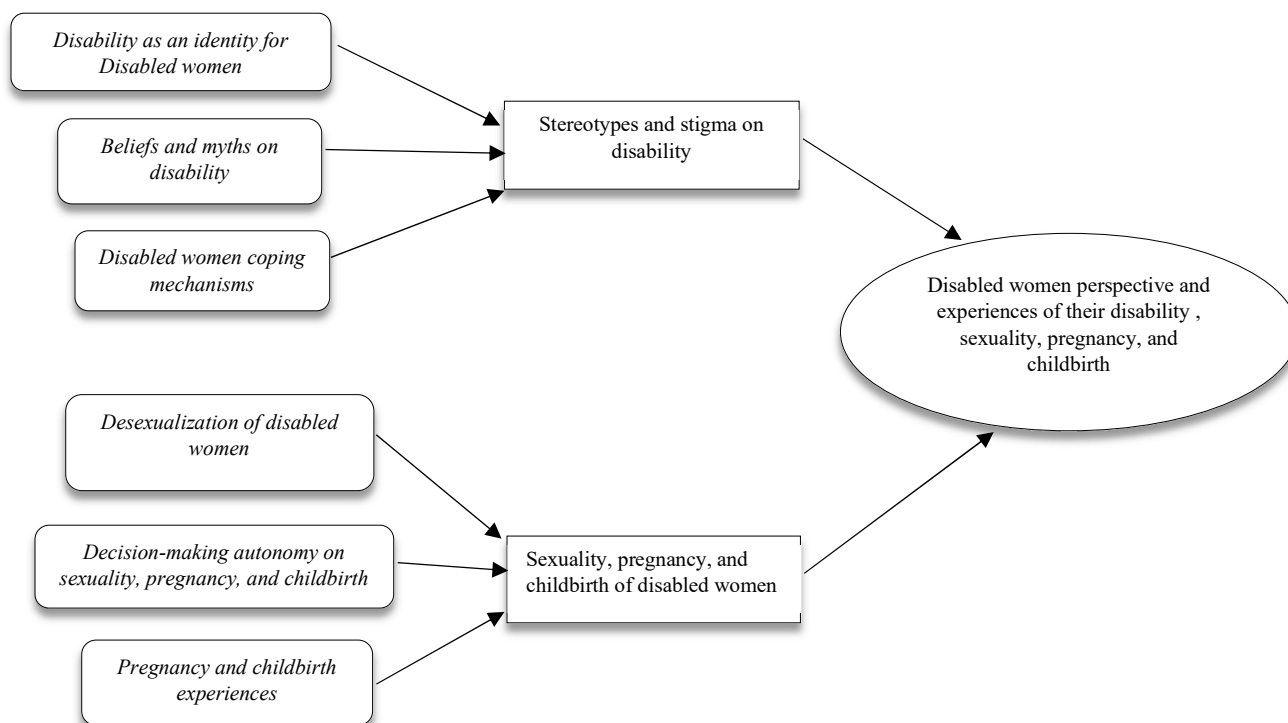 Disability as an identity for
Disabled women
Beliefs and myths on
disability
Disabled women coping
mechanisms
Stereotypes and stigma on
disability
Disabled women perspective and
experiences of their disability ,
sexuality, pregnancy, and
childbirth
Desexualization of disabled
women
Decision-making autonomy on
sexuality, pregnancy, and childbirth
Pregnancy and childbirth
experiences
Sexuality, pregnancy, and
childbirth of disabled women